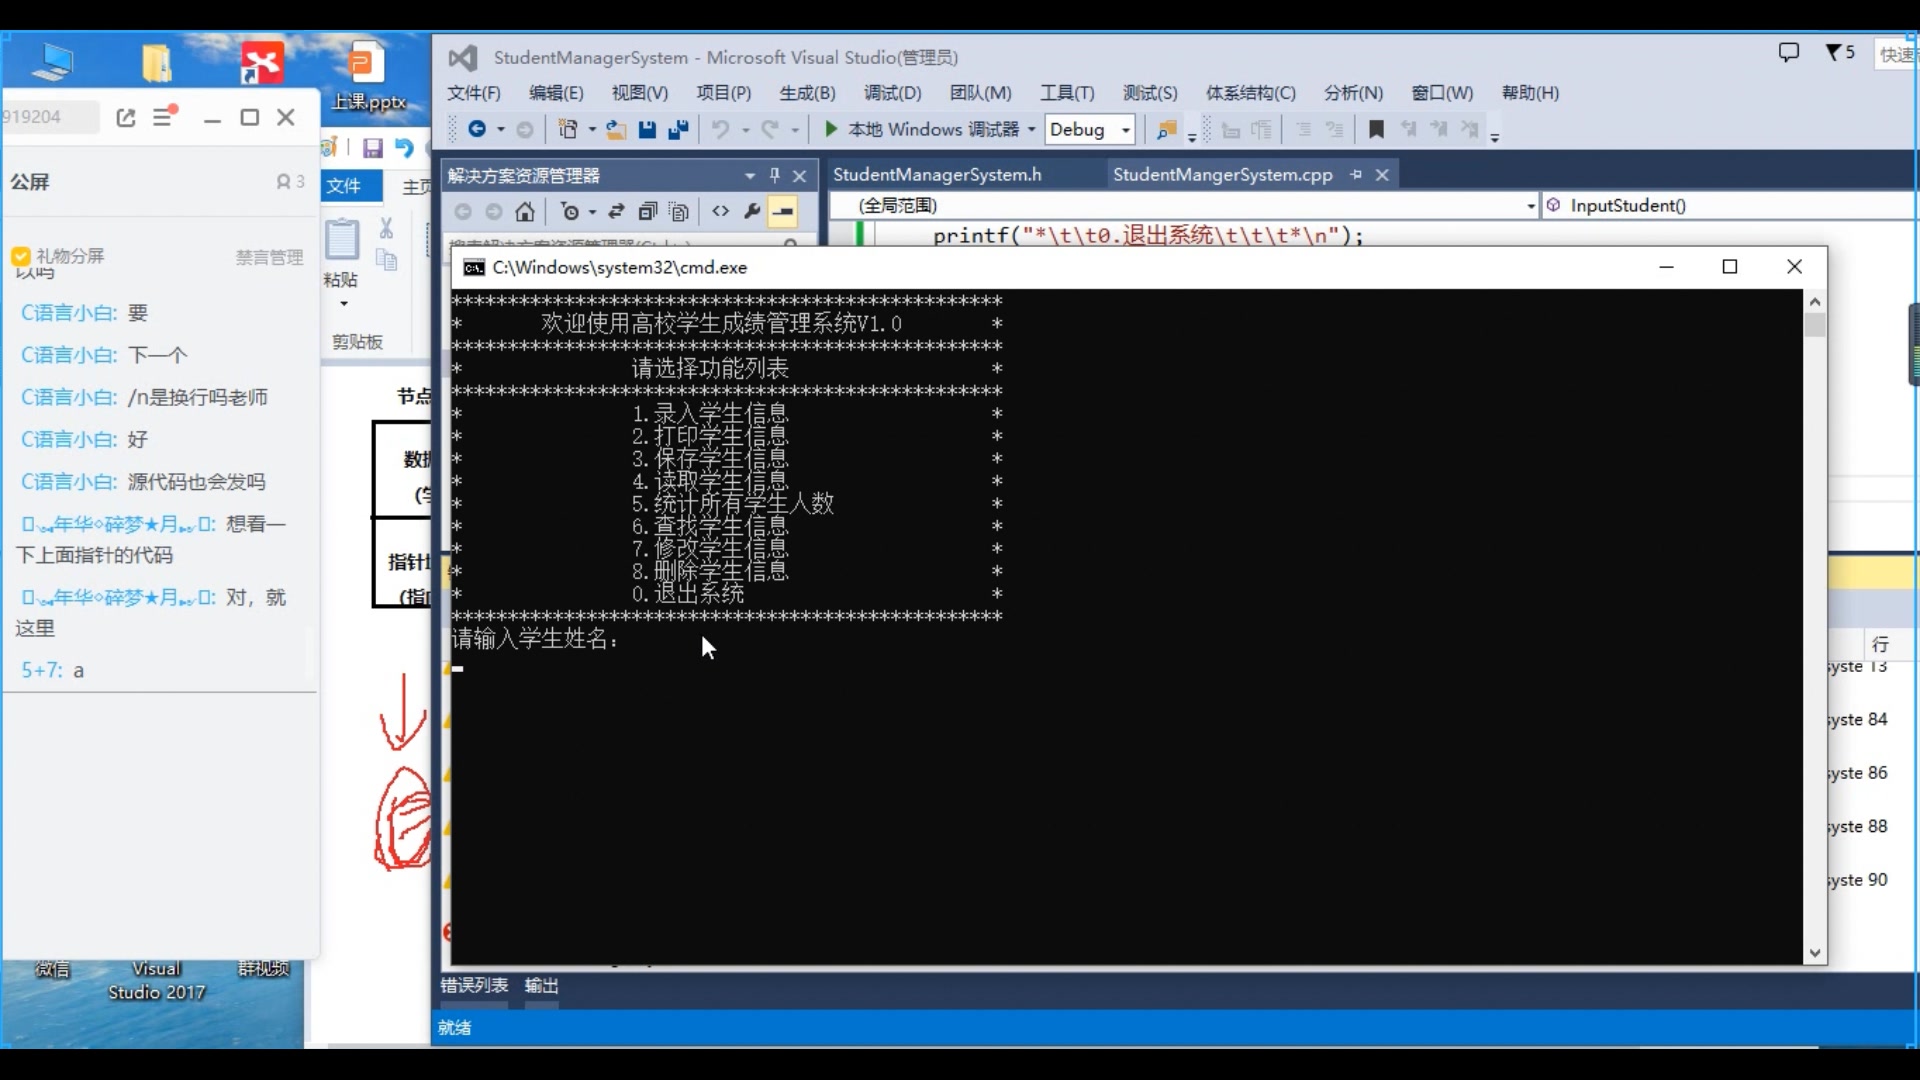 上课.pptx
919204
公屏
3
礼物分屏
禁言管理
以吗
C语言小白: 要
C语言小白: 下一个
C语言小白: /n是换行吗老师
C语言小白: 好
C语言小白: 源代码也会发吗
年华◇碎梦★月 想看一
下上面指针的代码
年华◇碎梦★月 对，就
这里
5+7: a
微信
Visual
Studio 2017
群视频
文件
主页
粘贴
剪贴板
节点
数据
指针
StudentManagerSystem - Microsoft Visual Studio(管理员)
5
快速
文件(F) 编辑(E) 视图(V) 项目(P) 生成(B) 调试(D) 团队(M) 工具(T) 测试(S) 体系结构(C) 分析(N) 窗口(W) 帮助(H)
本地 Windows 调试器
Debug
解决方案资源管理器
StudentManagerSystem.h
StudentMangerSystem.cpp
(全局范围)
InputStudent()
printf("*\t\t0.退出系统\t\t\t*\n");
C:\Windows\system32\cmd.exe
*************************************************
* 欢迎使用高校学生成绩管理系统V1.0 *
*************************************************
* 请选择功能列表 *
*************************************************
* 1.录入学生信息 *
* 2.打印学生信息 *
* 3.保存学生信息 *
* 4.读取学生信息 *
* 5.统计所有学生人数 *
* 6.查找学生信息 *
* 7.修改学生信息 *
* 8.删除学生信息 *
* 0.退出系统 *
*************************************************
请输入学生姓名：
行
syste 13
syste 84
syste 86
syste 88
syste 90
错误列表 输出
就绪